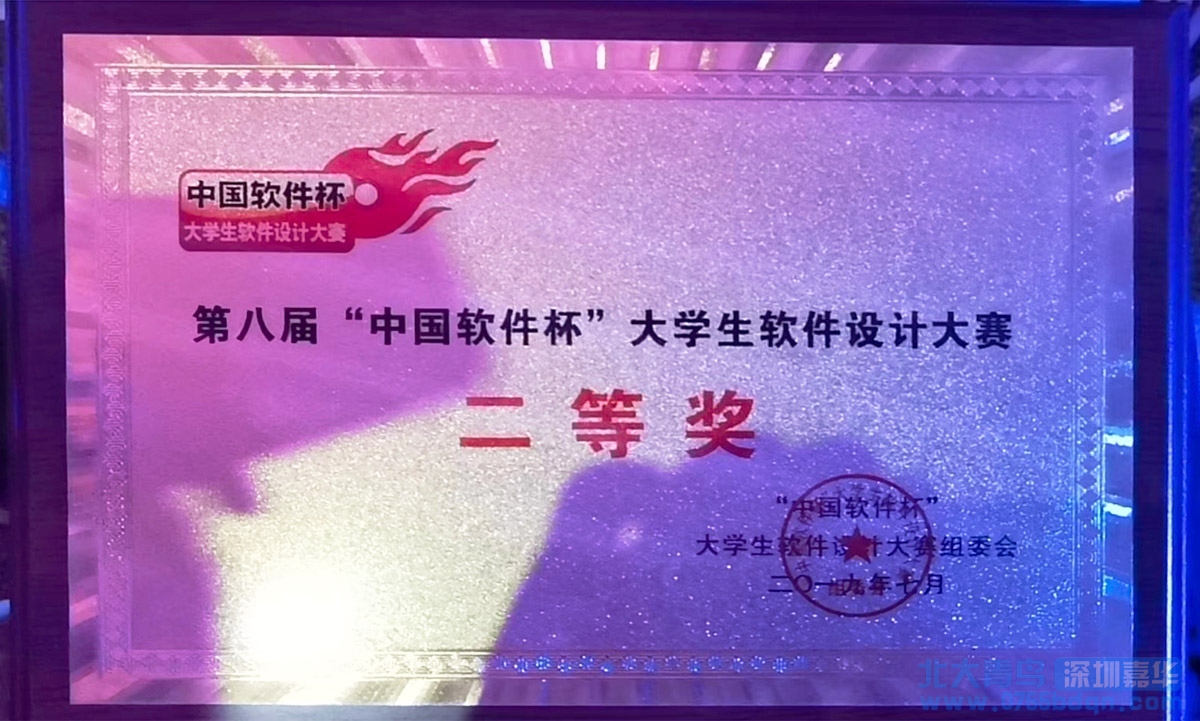 中国软件杯
大学生软件设计大赛
第八届“中国软件杯”大学生软件设计大赛
二等奖
“中国软件杯”
大学生软件设计大赛组委会
二〇一九年七月
北大青鸟 深圳嘉华